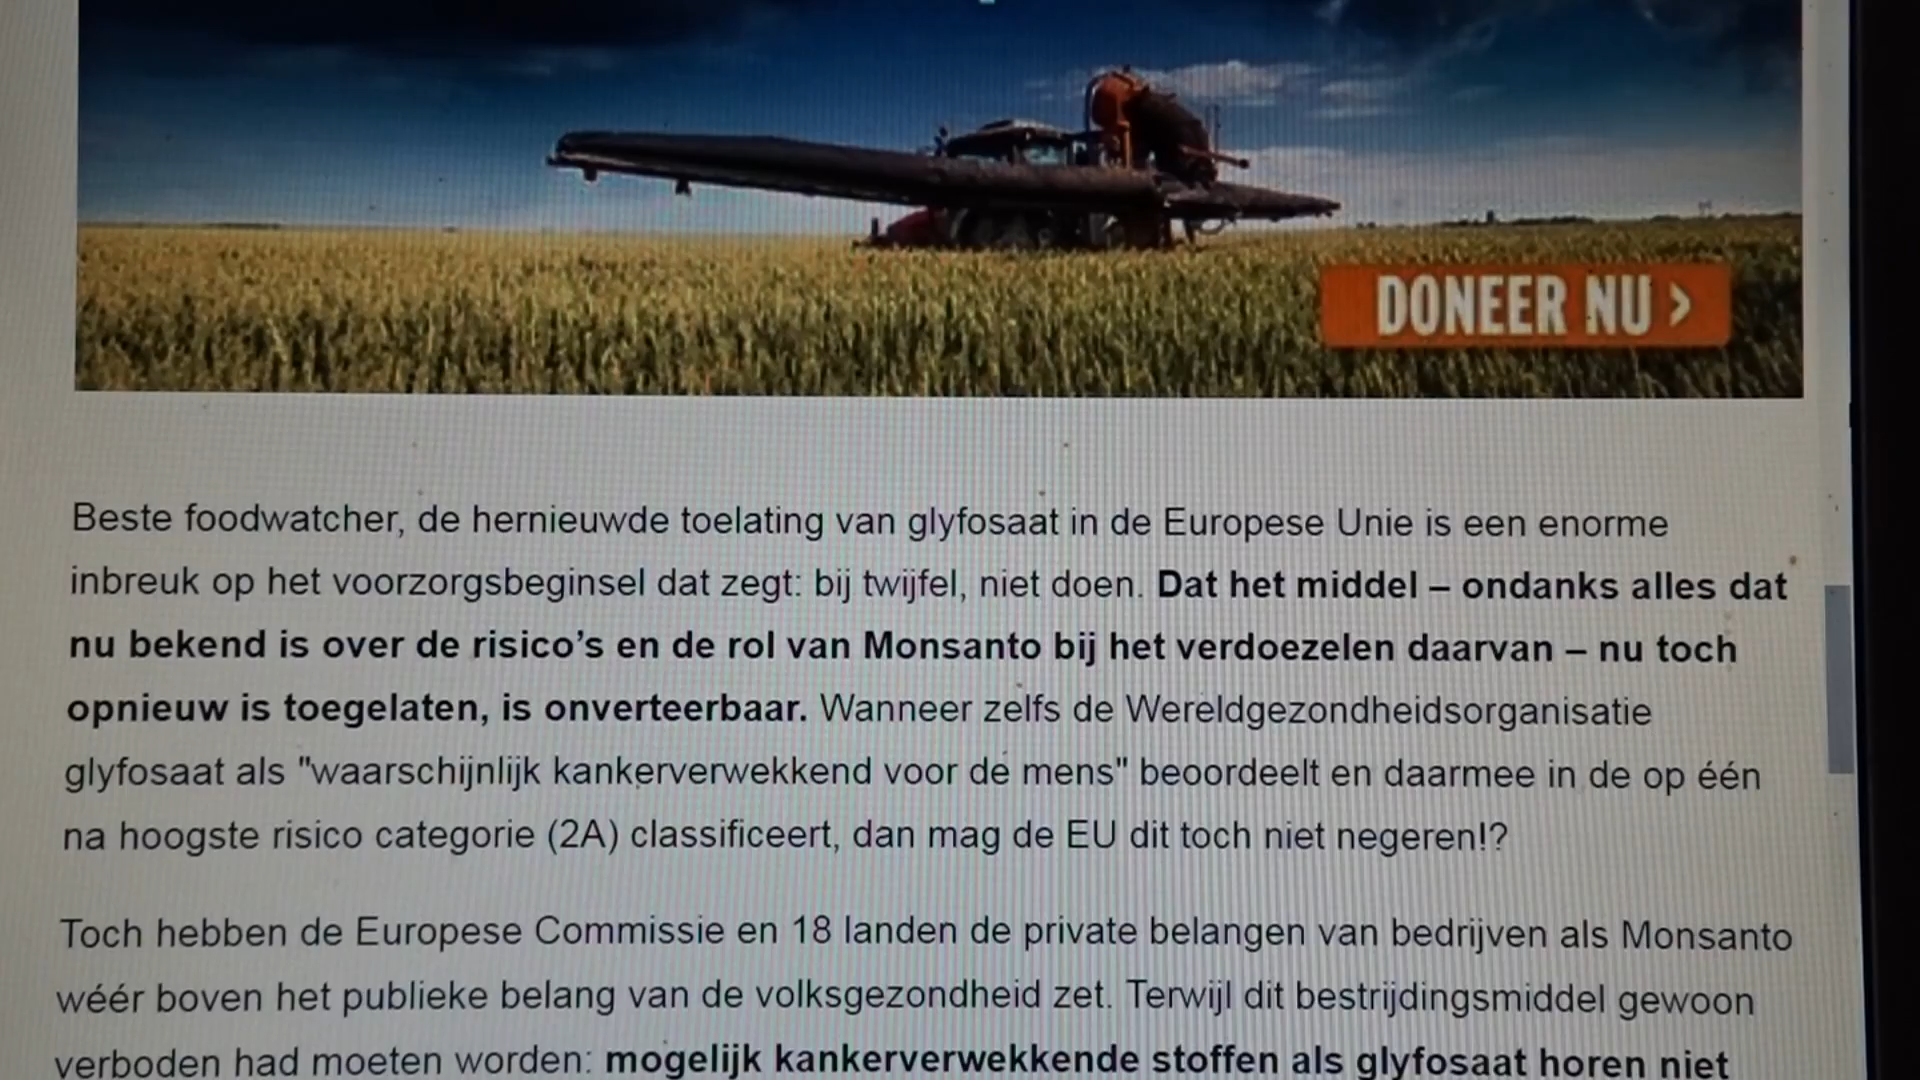 DONEER NU >
Beste foodwatcher, de hernieuwde toelating van glyfosaat in de Europese Unie is een enorme
inbreuk op het voorzorgsbeginsel dat zegt: bij twijfel, niet doen. Dat het middel – ondanks alles dat
nu bekend is over de risico’s en de rol van Monsanto bij het verdoezelen daarvan – nu toch
opnieuw is toegelaten, is onverteerbaar. Wanneer zelfs de Wereldgezondheidsorganisatie
glyfosaat als "waarschijnlijk kankerverwekkend voor de mens" beoordeelt en daarmee in de op één
na hoogste risico categorie (2A) classificeert, dan mag de EU dit toch niet negeren!?
Toch hebben de Europese Commissie en 18 landen de private belangen van bedrijven als Monsanto
wéér boven het publieke belang van de volksgezondheid zet. Terwijl dit bestrijdingsmiddel gewoon
verboden had moeten worden: mogelijk kankerverwekkende stoffen als glyfosaat horen niet